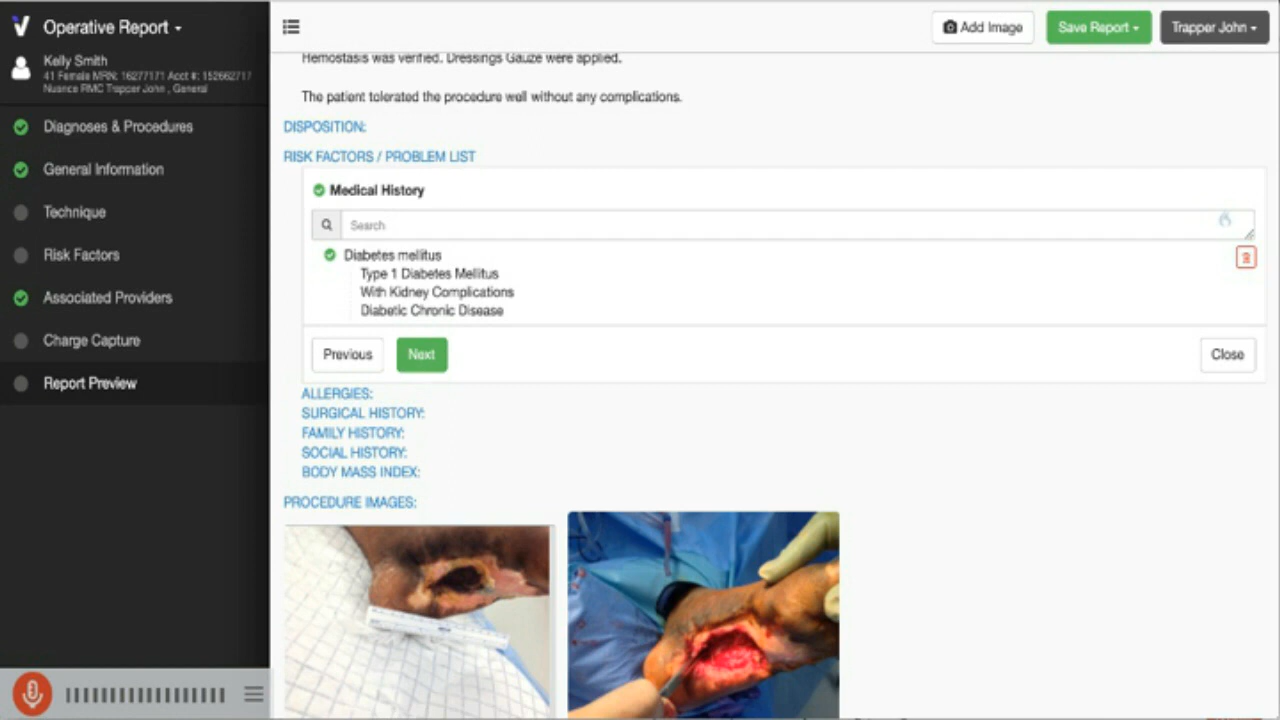 Operative Report
Add Image
Save Report
Trapper John
Kelly Smith
41 Female MRN: 16277171 Acct #: 152662717
Nuance RMC Trapper John , General
Diagnoses & Procedures
General Information
Technique
Risk Factors
Associated Providers
Charge Capture
Report Preview
Hemostasis was verified. Dressings Gauze were applied.
The patient tolerated the procedure well without any complications.
DISPOSITION:
RISK FACTORS / PROBLEM LIST
Medical History
Search
Diabetes mellitus
Type 1 Diabetes Mellitus
With Kidney Complications
Diabetic Chronic Disease
Previous
Next
Close
ALLERGIES:
SURGICAL HISTORY:
FAMILY HISTORY:
SOCIAL HISTORY:
BODY MASS INDEX:
PROCEDURE IMAGES: